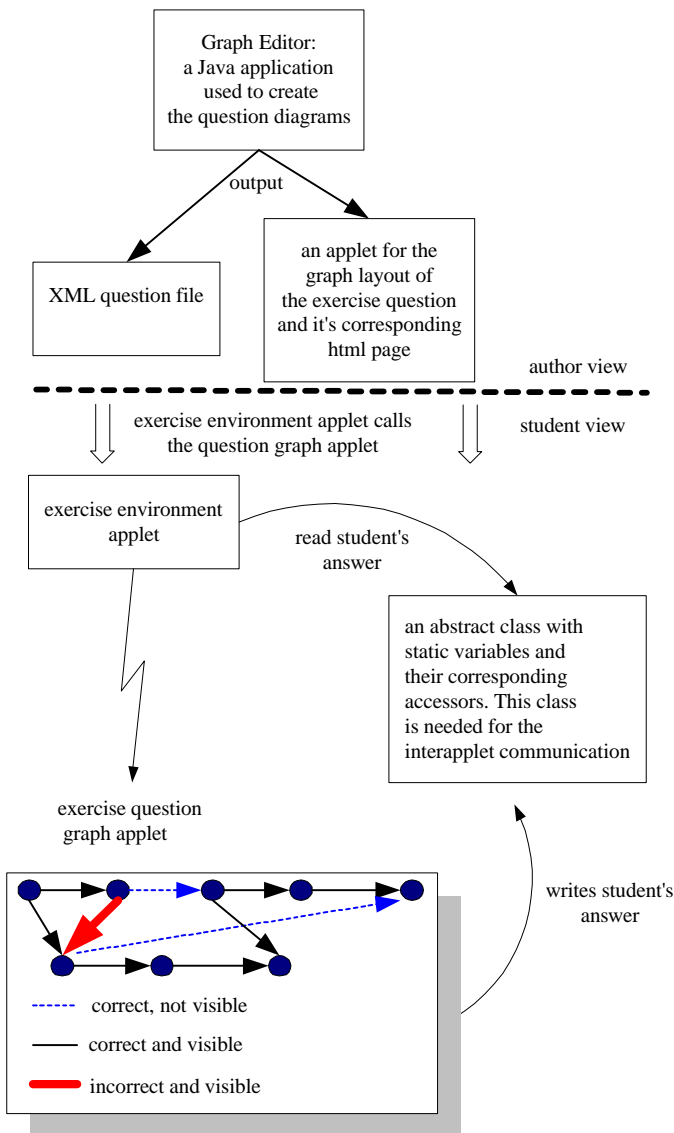 Graph Editor:
a Java application
used to create
the question diagrams
output
XML question file
an applet for the
graph layout of
the exercise question
and it's corresponding
html page
author view
exercise environment applet calls
the question graph applet
student view
exercise environment
applet
read student's
answer
an abstract class with
static variables and
their corresponding
accessors. This class
is needed for the
interapplet communication
exercise question
graph applet
writes student's
answer
correct, not visible
correct and visible
incorrect and visible